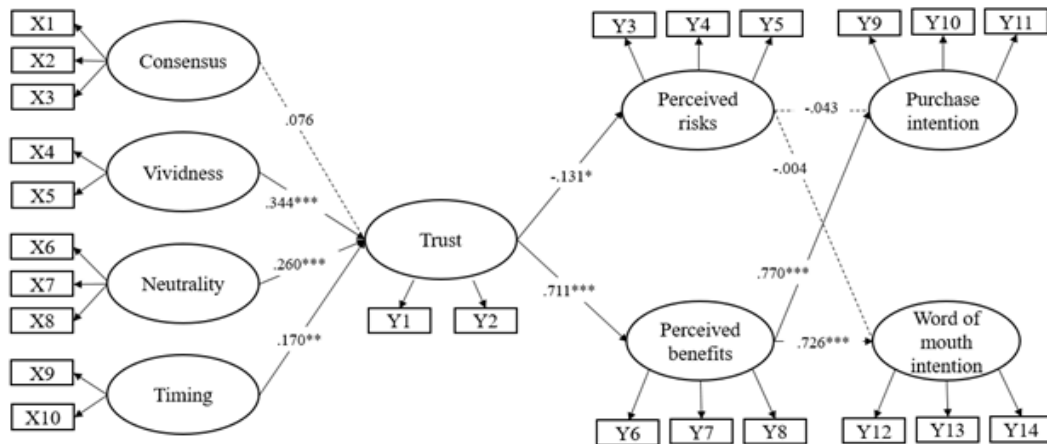 X1
X2
X3
Consensus
X4
X5
Vividness
X6
X7
X8
Neutrality
X9
X10
Timing
.076
.344***
.260***
.170**
Trust
Y1
Y2
-.131*
.711***
Y3
Y4
Y5
Perceived
risks
Perceived
benefits
Y6
Y7
Y8
-.043
-.004
.770***
.726***
Y9
Y10
Y11
Purchase
intention
Word of
mouth
intention
Y12
Y13
Y14